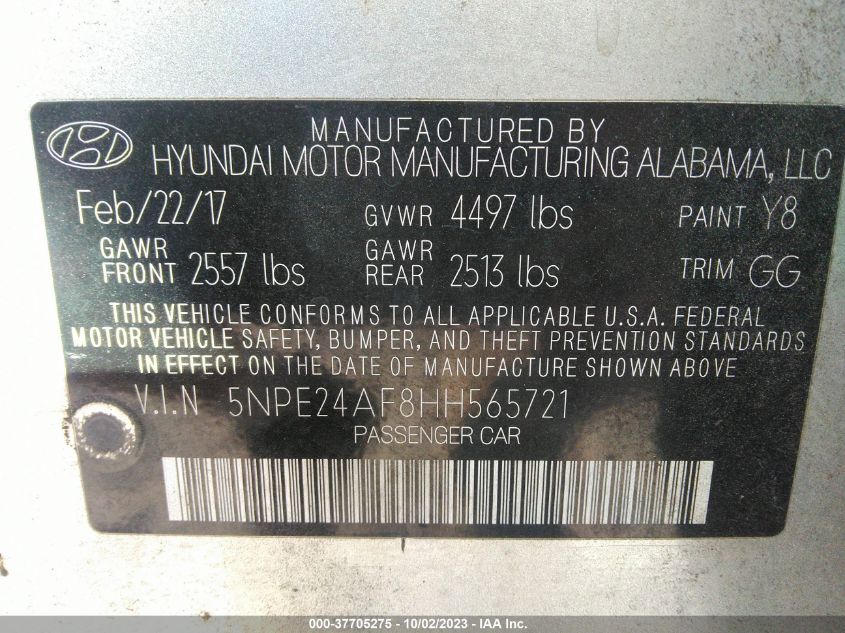 MANUFACTURED BY
HYUNDAI MOTOR MANUFACTURING ALABAMA, LLC
Feb/22/17 GVWR 4497 lbs PAINT Y8
GAWR FRONT 2557 lbs GAWR REAR 2513 lbs TRIM GG
THIS VEHICLE CONFORMS TO ALL APPLICABLE U.S.A. FEDERAL
MOTOR VEHICLE SAFETY, BUMPER, AND THEFT PREVENTION STANDARDS
IN EFFECT ON THE DATE OF MANUFACTURE SHOWN ABOVE
V.I.N 5NPE24AF8HH565721
PASSENGER CAR
000-37705275 - 10/02/2023 - IAA Inc.